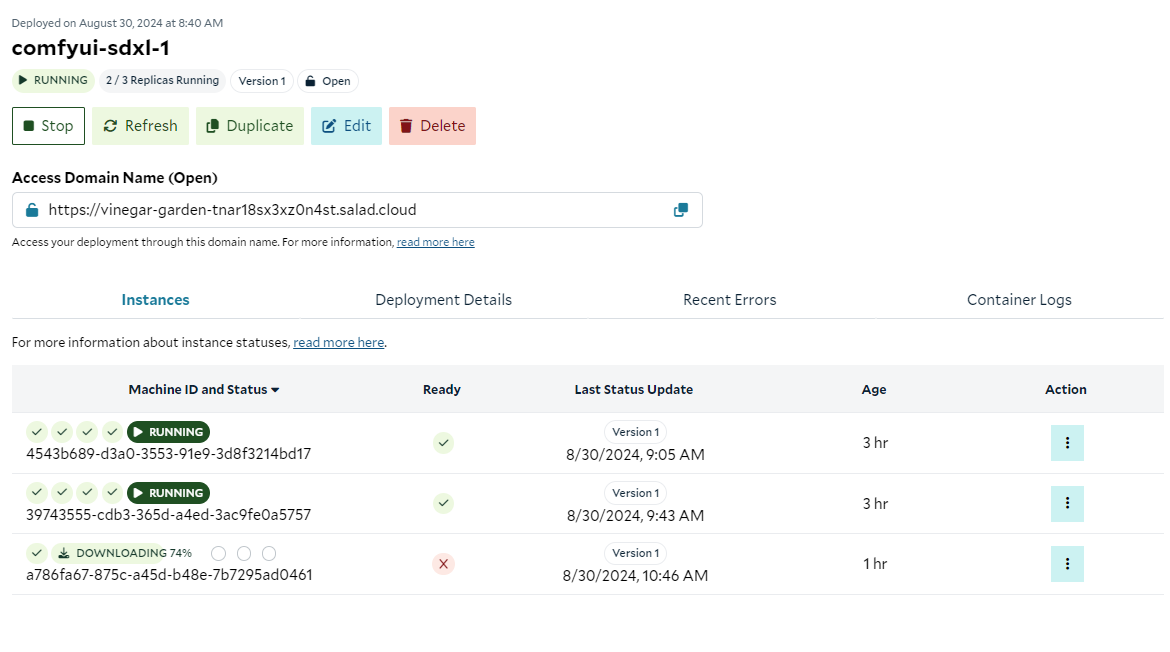 Deployed on August 30, 2024 at 8:40 AM
comfyui-sdxl-1
RUNNING 2 / 3 Replicas Running Version 1 Open
Stop Refresh Duplicate Edit Delete
Access Domain Name (Open)
https://vinegar-garden-tnar18sx3xz0n4st.salad.cloud
Access your deployment through this domain name. For more information, read more here
Instances Deployment Details Recent Errors Container Logs
For more information about instance statuses, read more here.
Machine ID and Status Ready Last Status Update Age Action
RUNNING Version 1
4543b689-d3a0-3553-91e9-3d8f3214bd17 8/30/2024, 9:05 AM 3 hr
RUNNING Version 1
39743555-cdb3-365d-a4ed-3ac9fe0a5757 8/30/2024, 9:43 AM 3 hr
DOWNLOADING 74% Version 1
a786fa67-875c-a45d-b48e-7b7295ad0461 X 8/30/2024, 10:46 AM 1 hr